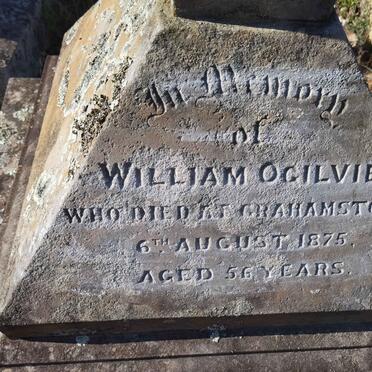 In Memory
of
WILLIAM OGILVIE
WHO DIED AT GRAHAMSTO
6TH AUGUST 1875,
AGED 56 YEARS.